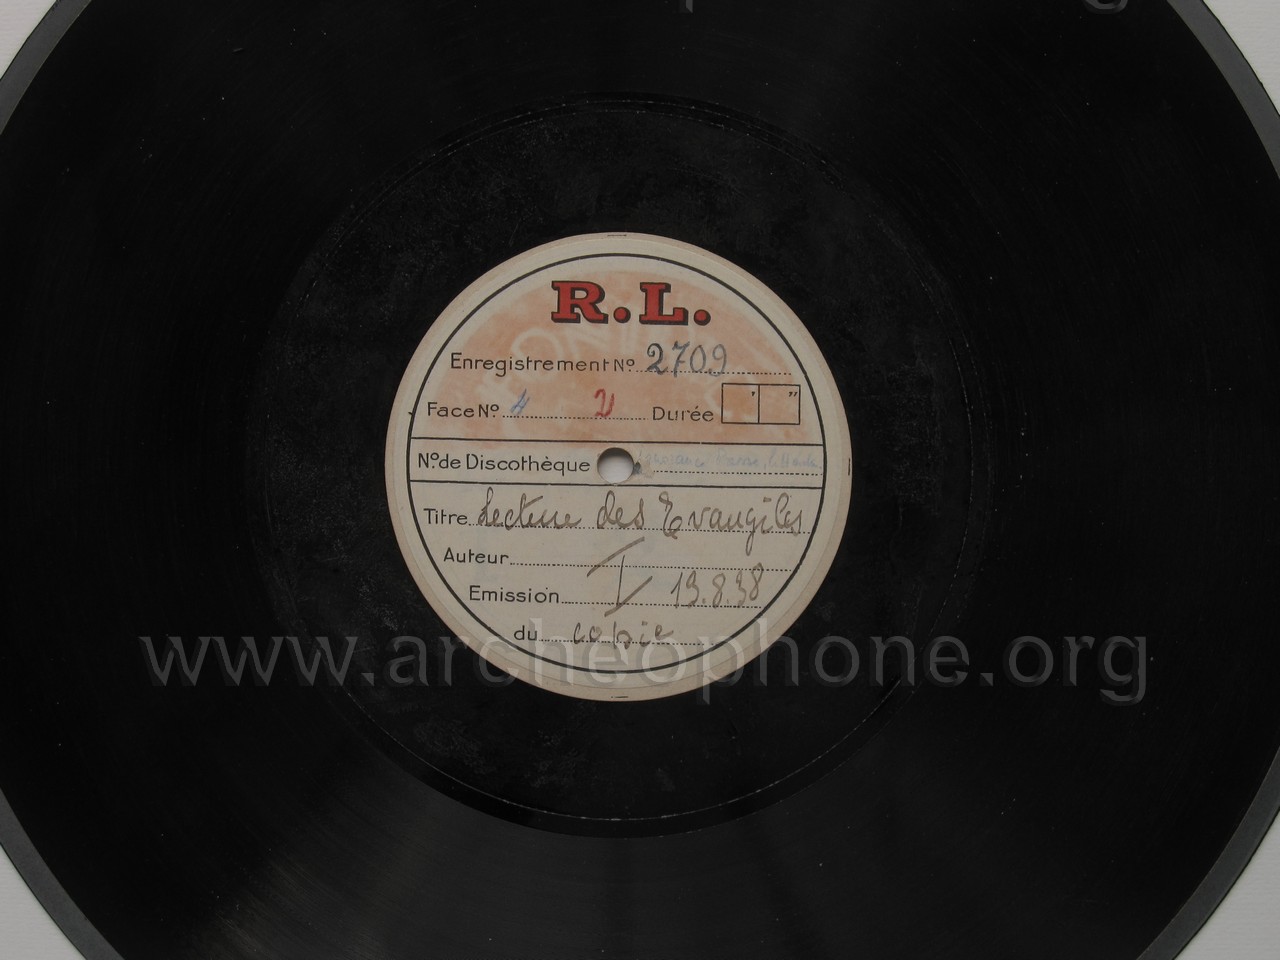 R.L.
Enregistrement No. 2709
Face No. 4 2 Durée ' "
No. de Discothèque
Titre Lecture des Evangiles
Auteur
Emission I 13.8.38
du copie
www.archeophone.org